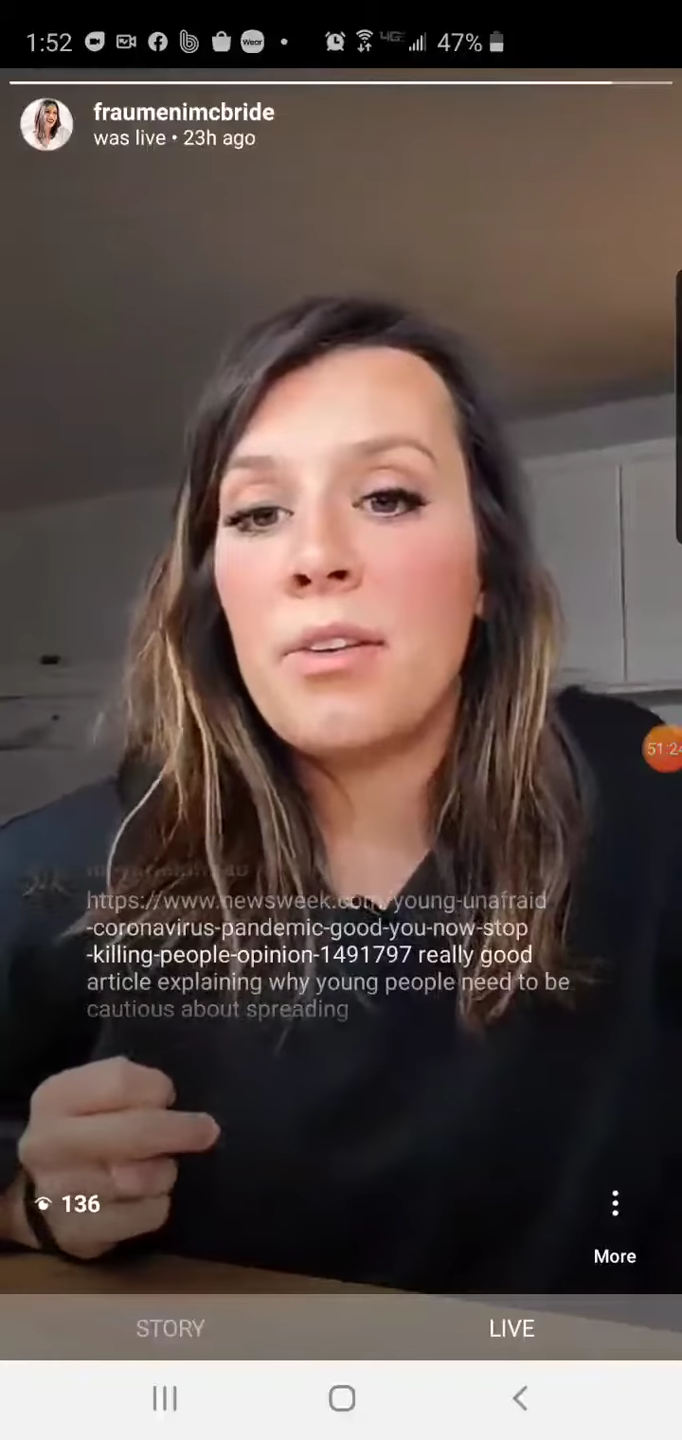 1:52
Wear
4G
47%
fraumenimcbride
was live • 23h ago
51:24
https://www.newsweek.com/young-unafraid
-coronavirus-pandemic-good-you-now-stop
-killing-people-opinion-1491797 really good
article explaining why young people need to be
cautious about spreading
136
More
STORY
LIVE